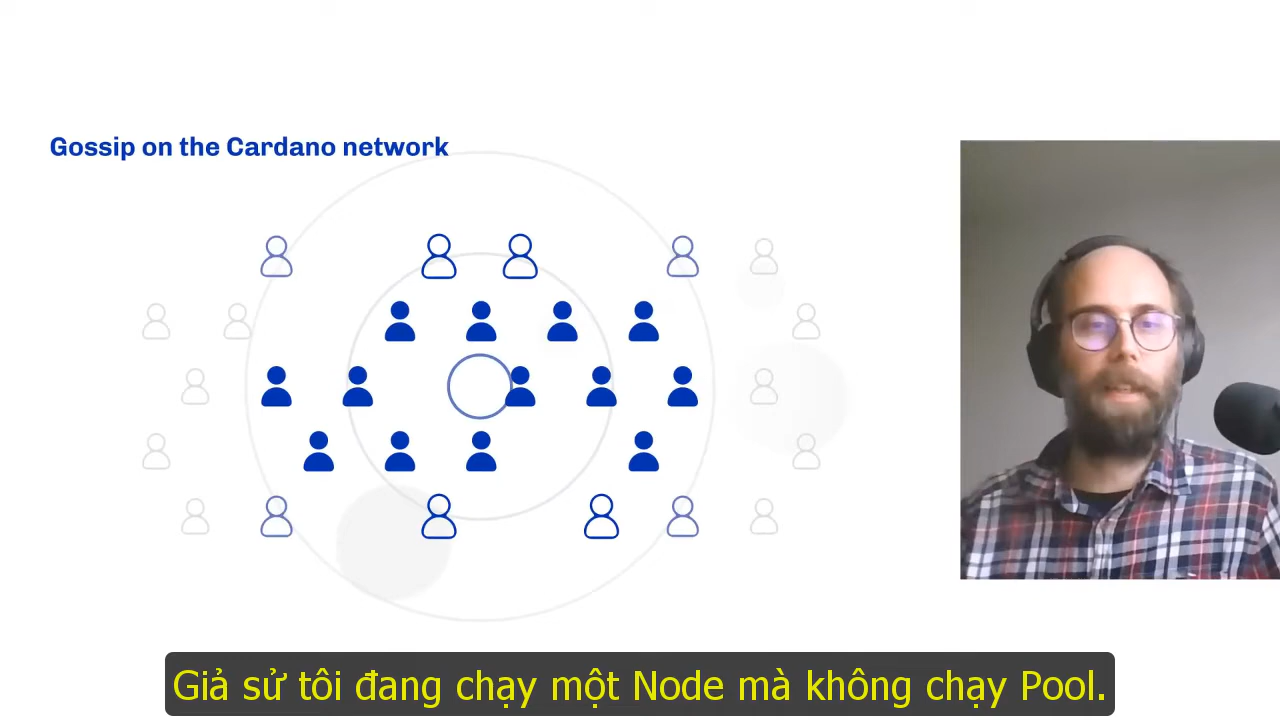 Gossip on the Cardano network
Giả sử tôi đang chạy một Node mà không chạy Pool.